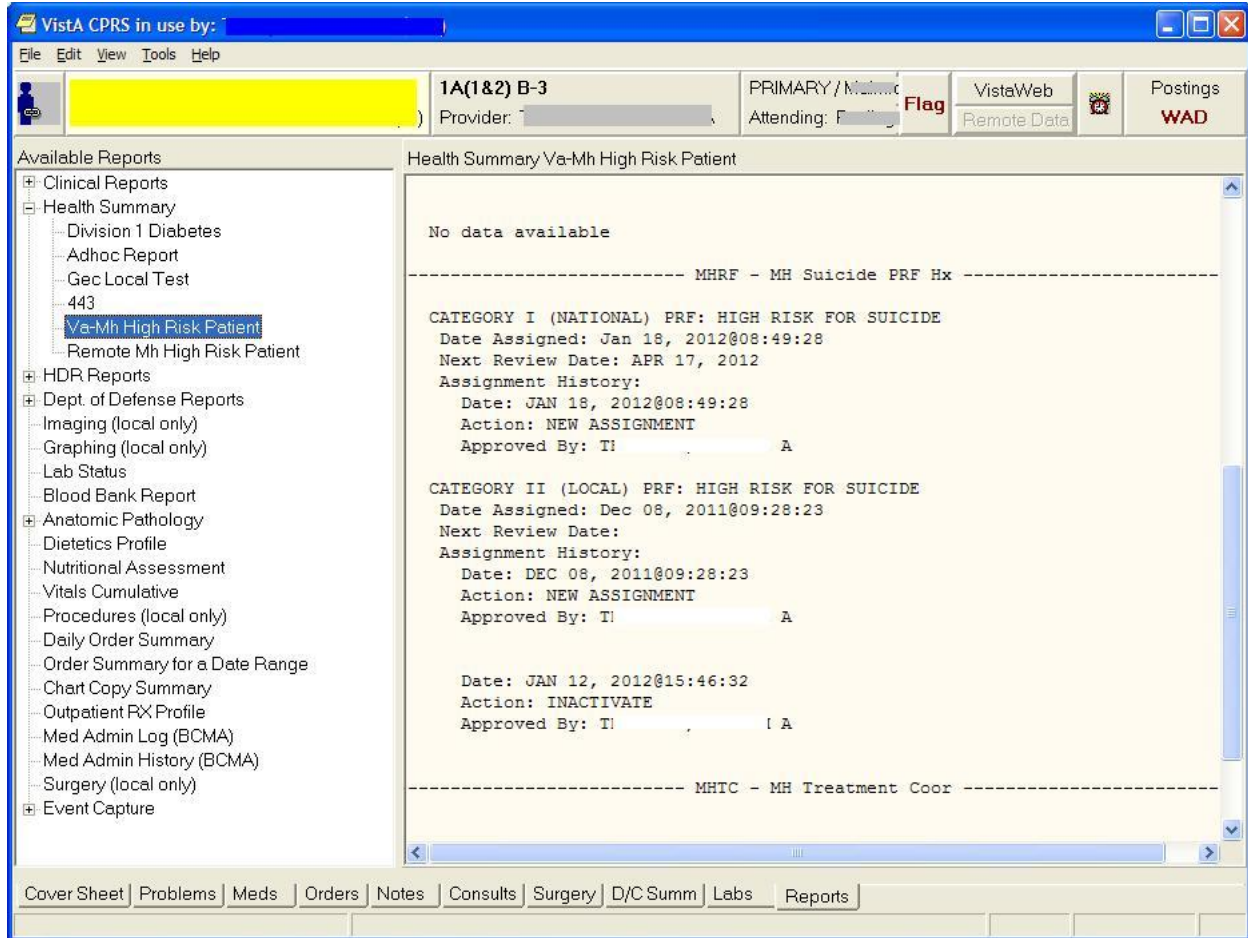 VistA CPRS in use by:
File Edit View Tools Help
1A(1&2) B-3
Provider:
PRIMARY /
Attending:
Flag
VistaWeb
Remote Data
Postings
WAD
Available Reports
Clinical Reports
Health Summary
Division 1 Diabetes
Adhoc Report
Gec Local Test
443
Va-Mh High Risk Patient
Remote Mh High Risk Patient
HDR Reports
Dept. of Defense Reports
Imaging (local only)
Graphing (local only)
Lab Status
Blood Bank Report
Anatomic Pathology
Dietetics Profile
Nutritional Assessment
Vitals Cumulative
Procedures (local only)
Daily Order Summary
Order Summary for a Date Range
Chart Copy Summary
Outpatient RX Profile
Med Admin Log (BCMA)
Med Admin History (BCMA)
Surgery (local only)
Event Capture
Health Summary Va-Mh High Risk Patient
No data available
-------------------------- MHRF - MH Suicide PRF Hx ------------------------
CATEGORY I (NATIONAL) PRF: HIGH RISK FOR SUICIDE
Date Assigned: Jan 18, 2012@08:49:28
Next Review Date: APR 17, 2012
Assignment History:
Date: JAN 18, 2012@08:49:28
Action: NEW ASSIGNMENT
Approved By: A
CATEGORY II (LOCAL) PRF: HIGH RISK FOR SUICIDE
Date Assigned: Dec 08, 2011@09:28:23
Next Review Date:
Assignment History:
Date: DEC 08, 2011@09:28:23
Action: NEW ASSIGNMENT
Approved By: A
Date: JAN 12, 2012@15:46:32
Action: INACTIVATE
Approved By: A
-------------------------- MHTC - MH Treatment Coor ------------------------
Cover Sheet Problems Meds Orders Notes Consults Surgery D/C Summ Labs Reports